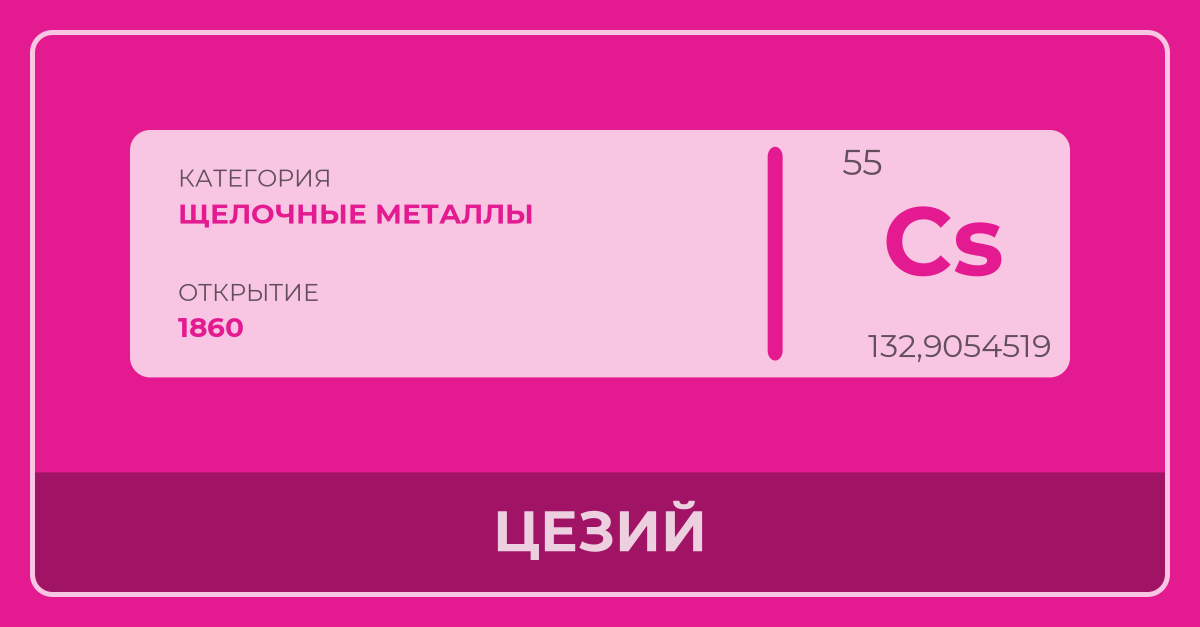 КАТЕГОРИЯ
ЩЕЛОЧНЫЕ МЕТАЛЛЫ
ОТКРЫТИЕ
1860
55
Cs
132,9054519
ЦЕЗИЙ